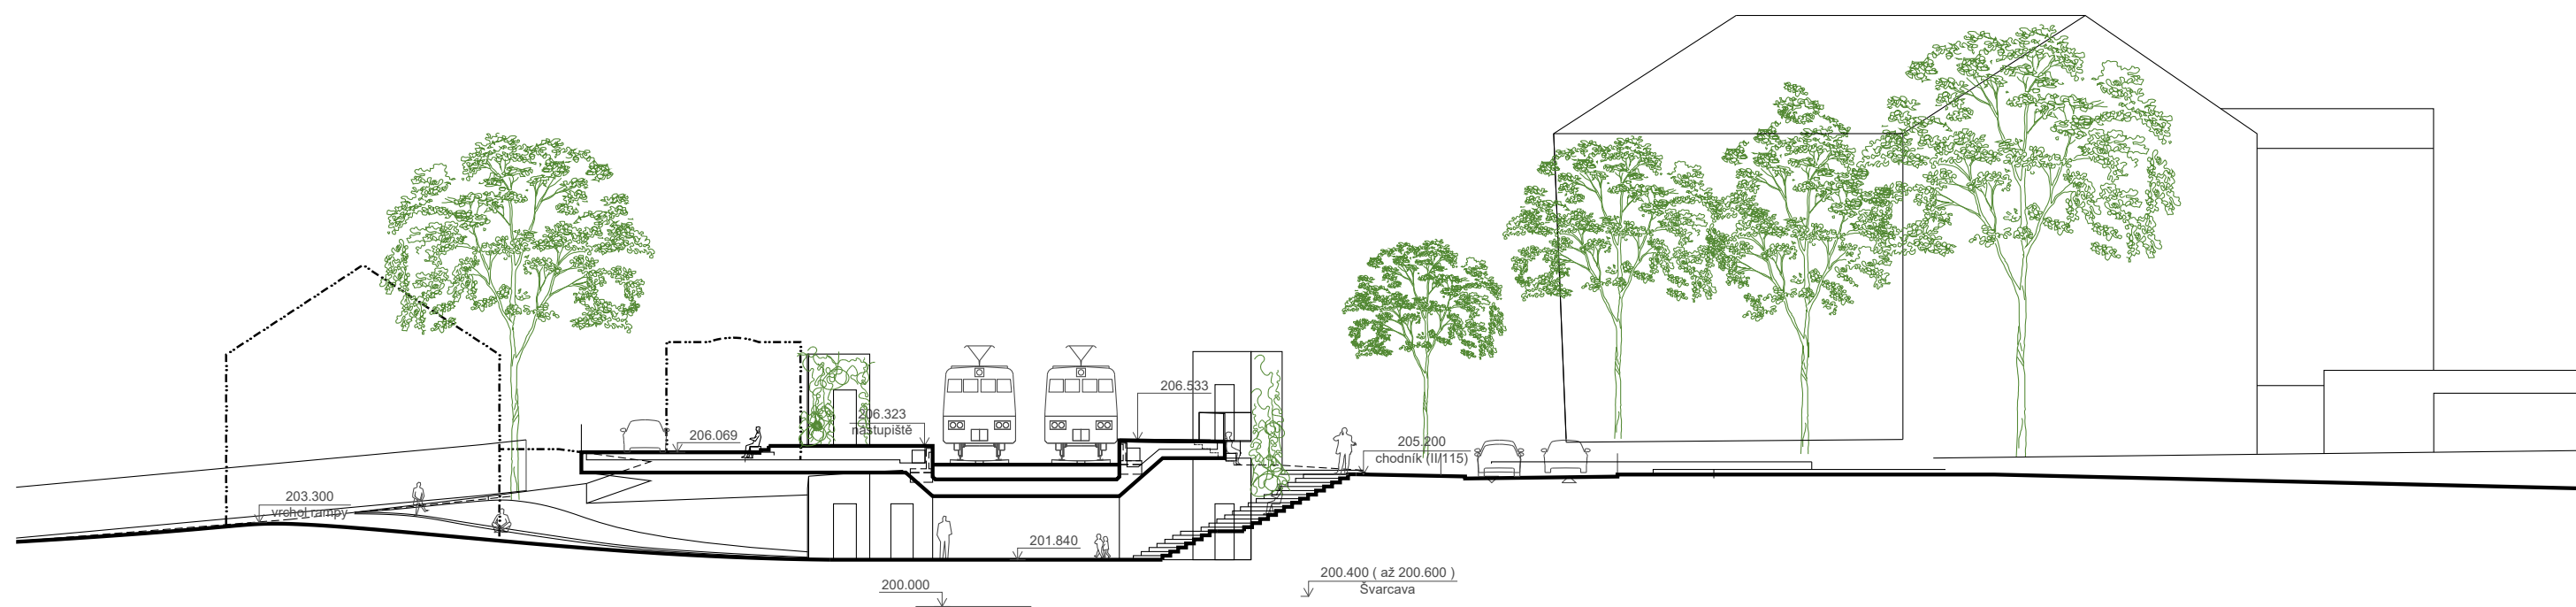 206.533
206.323
nástupiště
206.069
205.200
chodník (II/115)
203.300
vrchol rampy
201.840
200.000
200.400 ( až 200.600 )
Švarcava